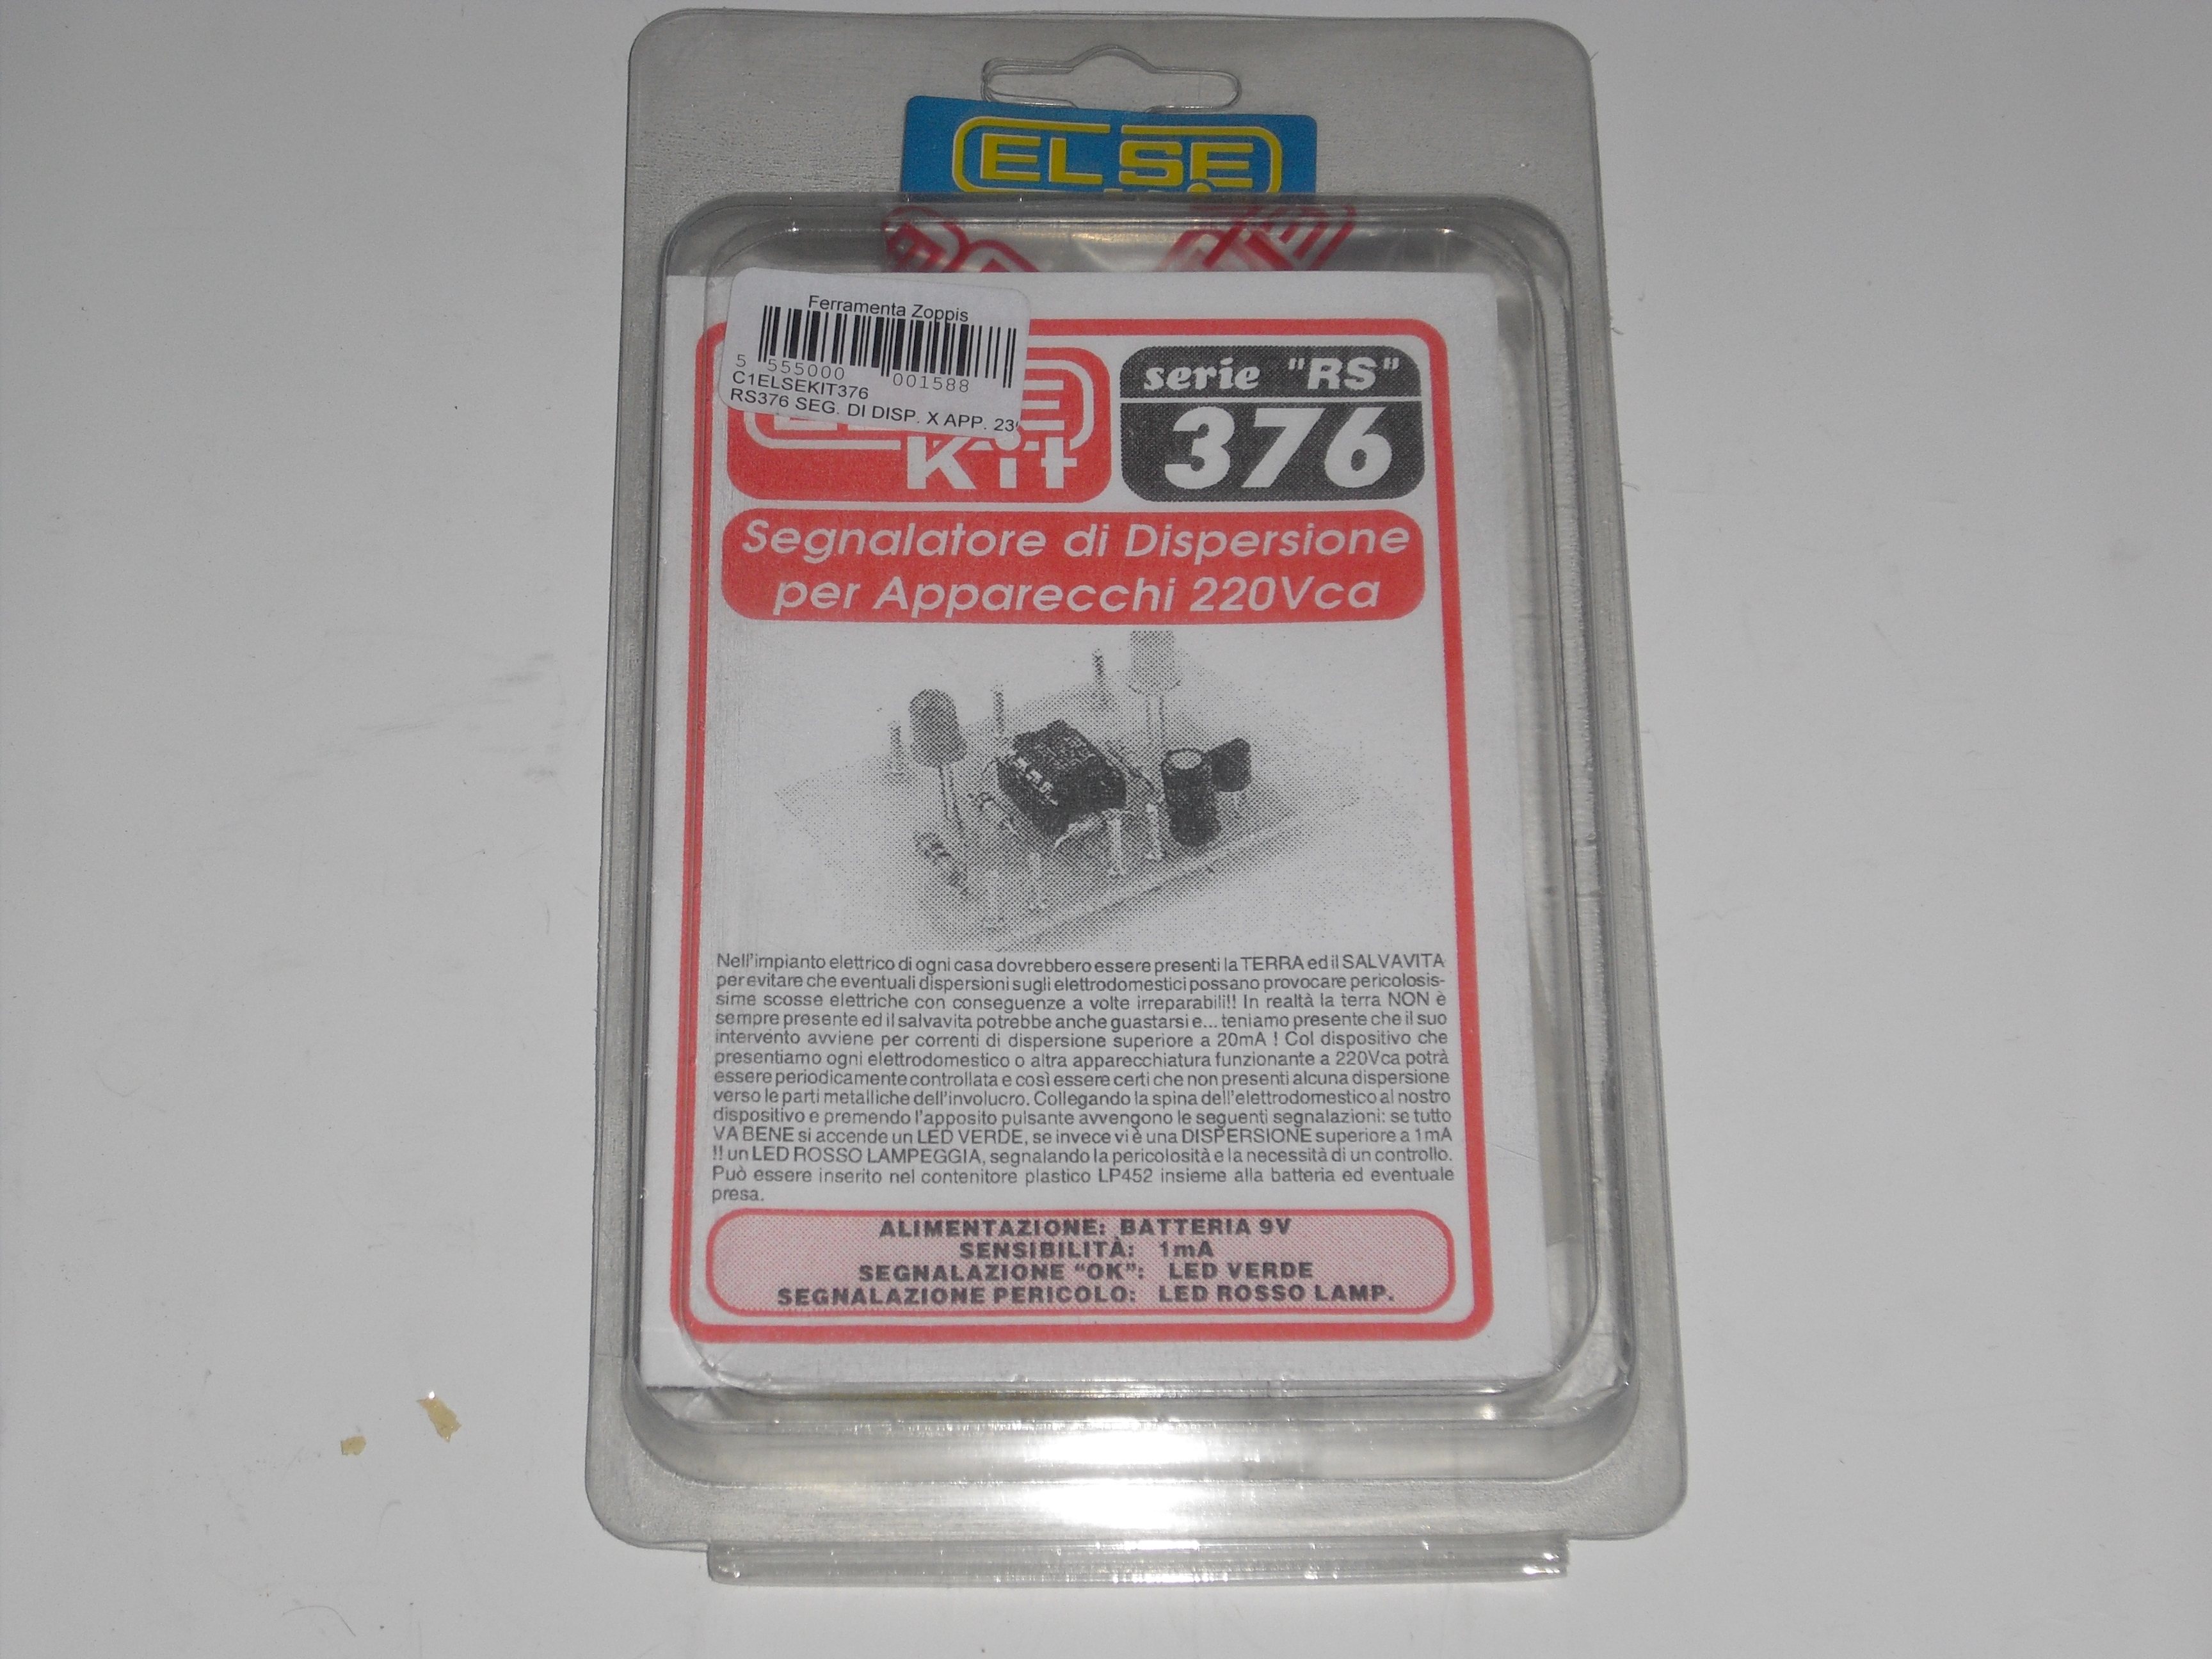 ELSE
Ferramenta Zoppis
5 555000 001588
C1ELSEKIT376
RS376 SEG. DI DISP. X APP. 23
Kit
serie "RS"
376
Segnalatore di Dispersione
per Apparecchi 220Vca
Nell'impianto elettrico di ogni casa dovrebbero essere presenti la TERRA ed il SALVAVITA
per evitare che eventuali dispersioni sugli elettrodomestici possano provocare pericolosis-
sime scosse elettriche con conseguenze a volte irreparabili!! In realtà la terra NON è
sempre presente ed il salvavita potrebbe anche guastarsi e... teniamo presente che il suo
intervento avviene per correnti di dispersione superiore a 20mA ! Col dispositivo che
presentiamo ogni elettrodomestico o altra apparecchiatura funzionante a 220Vca potrà
essere periodicamente controllata e così essere certi che non presenti alcuna dispersione
verso le parti metalliche dell'involucro. Collegando la spina dell'elettrodomestico al nostro
dispositivo e premendo l'apposito pulsante avvengono le seguenti segnalazioni: se tutto
VA BENE si accende un LED VERDE, se invece vi è una DISPERSIONE superiore a 1mA
!! un LED ROSSO LAMPEGGIA, segnalando la pericolosità e la necessità di un controllo.
Può essere inserito nel contenitore plastico LP452 insieme alla batteria ed eventuale
presa.
ALIMENTAZIONE: BATTERIA 9V
SENSIBILITÀ: 1mA
SEGNALAZIONE "OK": LED VERDE
SEGNALAZIONE PERICOLO: LED ROSSO LAMP.